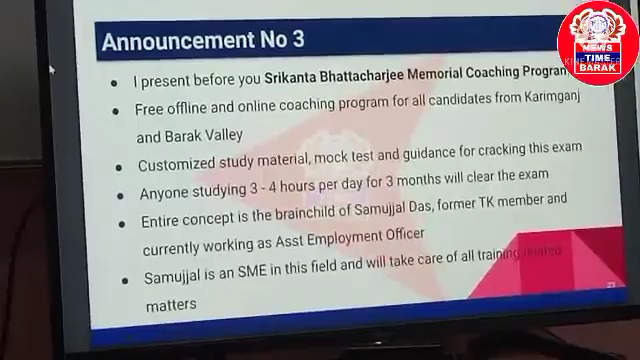 Announcement No 3
NEWS
TIME
BARAK
• I present before you Srikanta Bhattacharjee Memorial Coaching Program
• Free offline and online coaching program for all candidates from Karimganj
and Barak Valley
• Customized study material, mock test and guidance for cracking this exam
• Anyone studying 3 - 4 hours per day for 3 months will clear the exam
• Entire concept is the brainchild of Samujjal Das, former TK member and
currently working as Asst Employment Officer
• Samujjal is an SME in this field and will take care of all training related
matters
23